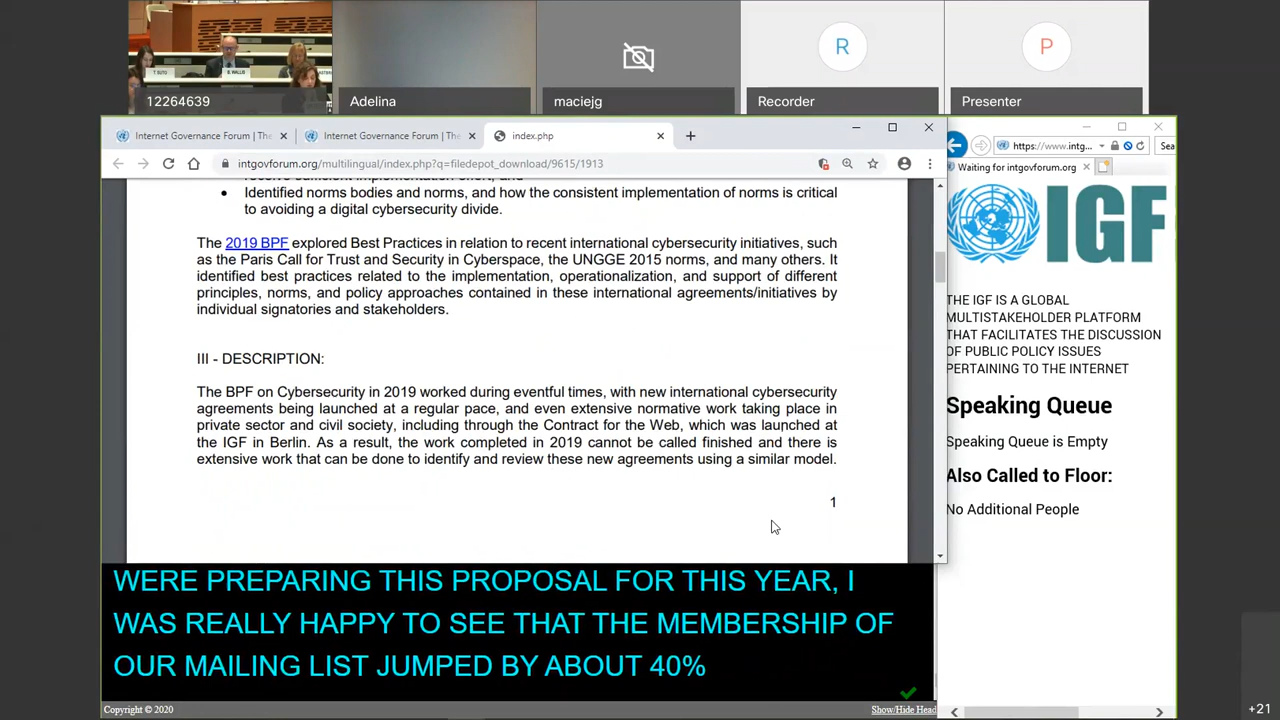 T. SUTO
B. WALLIS
12264639
Adelina
maciejg
R
Recorder
P
Presenter
Internet Governance Forum | The
Internet Governance Forum | The
index.php
intgovforum.org/multilingual/index.php?q=filedepot_download/9615/1913
Identified norms bodies and norms, and how the consistent implementation of norms is critical
to avoiding a digital cybersecurity divide.
The 2019 BPF explored Best Practices in relation to recent international cybersecurity initiatives, such
as the Paris Call for Trust and Security in Cyberspace, the UNGGE 2015 norms, and many others. It
identified best practices related to the implementation, operationalization, and support of different
principles, norms, and policy approaches contained in these international agreements/initiatives by
individual signatories and stakeholders.
III - DESCRIPTION:
The BPF on Cybersecurity in 2019 worked during eventful times, with new international cybersecurity
agreements being launched at a regular pace, and even extensive normative work taking place in
private sector and civil society, including through the Contract for the Web, which was launched at
the IGF in Berlin. As a result, the work completed in 2019 cannot be called finished and there is
extensive work that can be done to identify and review these new agreements using a similar model.
1
WERE PREPARING THIS PROPOSAL FOR THIS YEAR, I
WAS REALLY HAPPY TO SEE THAT THE MEMBERSHIP OF
OUR MAILING LIST JUMPED BY ABOUT 40%
Copyright © 2020
Show/Hide Head
https://www.intg...
Sea
Waiting for intgovforum.org
IGF
THE IGF IS A GLOBAL
MULTISTAKEHOLDER PLATFORM
THAT FACILITATES THE DISCUSSION
OF PUBLIC POLICY ISSUES
PERTAINING TO THE INTERNET
Speaking Queue
Speaking Queue is Empty
Also Called to Floor:
No Additional People
+21